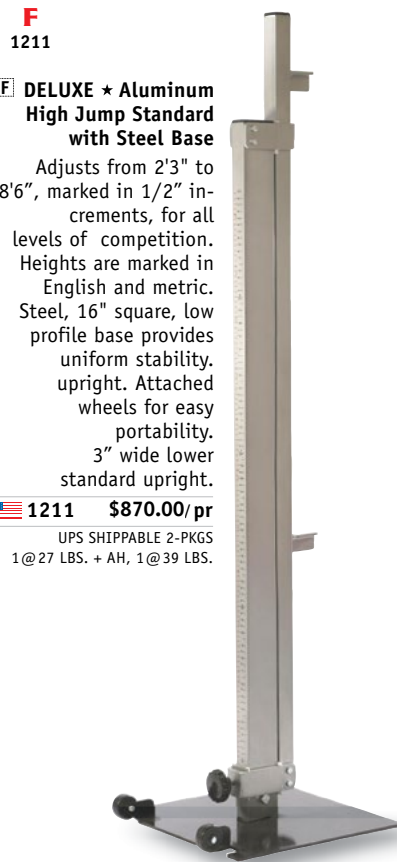 F
1211
F DELUXE ★ Aluminum
High Jump Standard
with Steel Base
Adjusts from 2'3" to
8'6”, marked in 1/2” in-
crements, for all
levels of competition.
Heights are marked in
English and metric.
Steel, 16" square, low
profile base provides
uniform stability.
upright. Attached
wheels for easy
portability.
3” wide lower
standard upright.
1211 $870.00/pr
UPS SHIPPABLE 2-PKGS
1@27 LBS. + AH, 1@39 LBS.